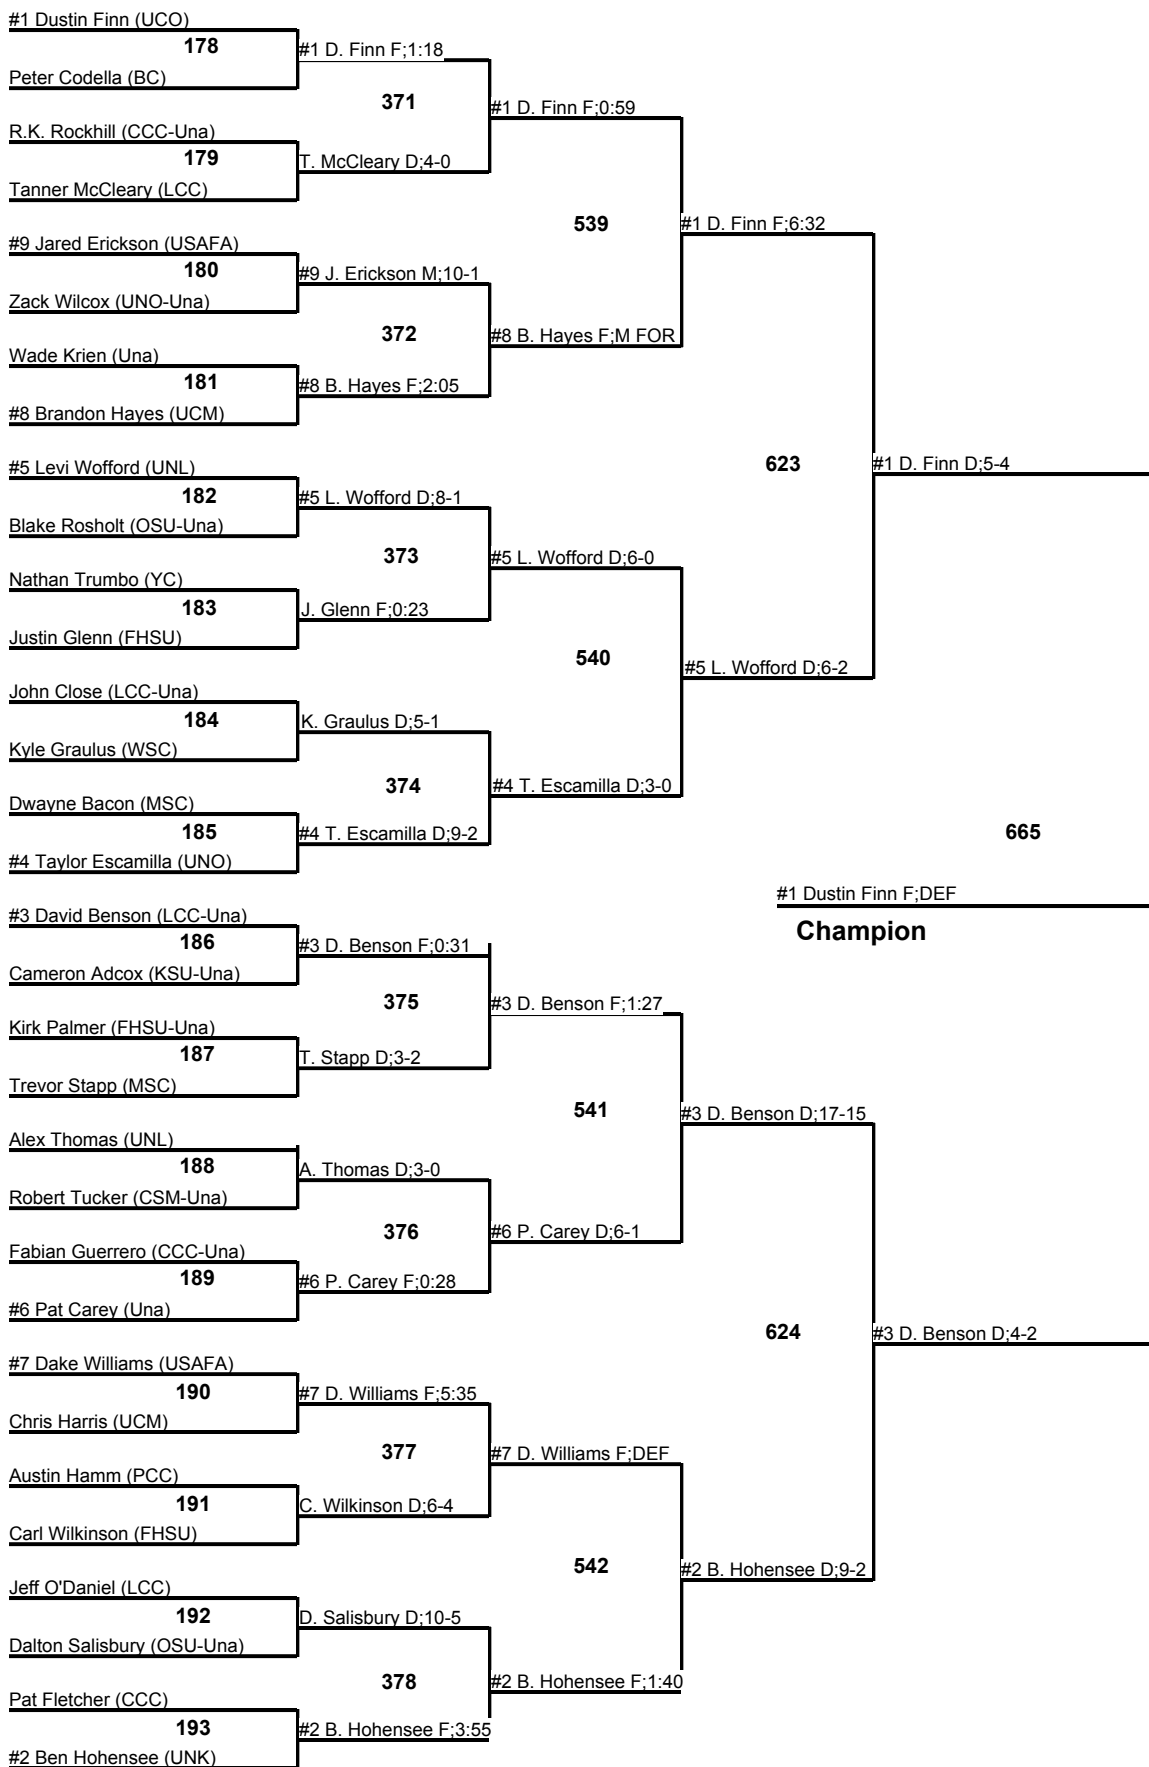 #1 Dustin Finn (UCO)
178
#1 D. Finn F;1:18
Peter Codella (BC)
371
#1 D. Finn F;0:59
R.K. Rockhill (CCC-Una)
179
T. McCleary D;4-0
Tanner McCleary (LCC)
539
#1 D. Finn F;6:32
#9 Jared Erickson (USAFA)
180
#9 J. Erickson M;10-1
Zack Wilcox (UNO-Una)
372
#8 B. Hayes F;M FOR
Wade Krien (Una)
181
#8 B. Hayes F;2:05
#8 Brandon Hayes (UCM)
623
#1 D. Finn D;5-4
#5 Levi Wofford (UNL)
182
#5 L. Wofford D;8-1
Blake Rosholt (OSU-Una)
373
#5 L. Wofford D;6-0
Nathan Trumbo (YC)
183
J. Glenn F;0:23
Justin Glenn (FHSU)
540
#5 L. Wofford D;6-2
John Close (LCC-Una)
184
K. Graulus D;5-1
Kyle Graulus (WSC)
374
#4 T. Escamilla D;3-0
Dwayne Bacon (MSC)
185
#4 T. Escamilla D;9-2
665
#4 Taylor Escamilla (UNO)
#1 Dustin Finn F;DEF
Champion
#3 David Benson (LCC-Una)
186
#3 D. Benson F;0:31
Cameron Adcox (KSU-Una)
375
#3 D. Benson F;1:27
Kirk Palmer (FHSU-Una)
187
T. Stapp D;3-2
Trevor Stapp (MSC)
541
#3 D. Benson D;17-15
Alex Thomas (UNL)
188
A. Thomas D;3-0
Robert Tucker (CSM-Una)
376
#6 P. Carey D;6-1
Fabian Guerrero (CCC-Una)
189
#6 P. Carey F;0:28
#6 Pat Carey (Una)
624
#3 D. Benson D;4-2
#7 Dake Williams (USAFA)
190
#7 D. Williams F;5:35
Chris Harris (UCM)
377
#7 D. Williams F;DEF
Austin Hamm (PCC)
191
C. Wilkinson D;6-4
Carl Wilkinson (FHSU)
542
#2 B. Hohensee D;9-2
Jeff O'Daniel (LCC)
192
D. Salisbury D;10-5
Dalton Salisbury (OSU-Una)
378
#2 B. Hohensee F;1:40
Pat Fletcher (CCC)
193
#2 B. Hohensee F;3:55
#2 Ben Hohensee (UNK)